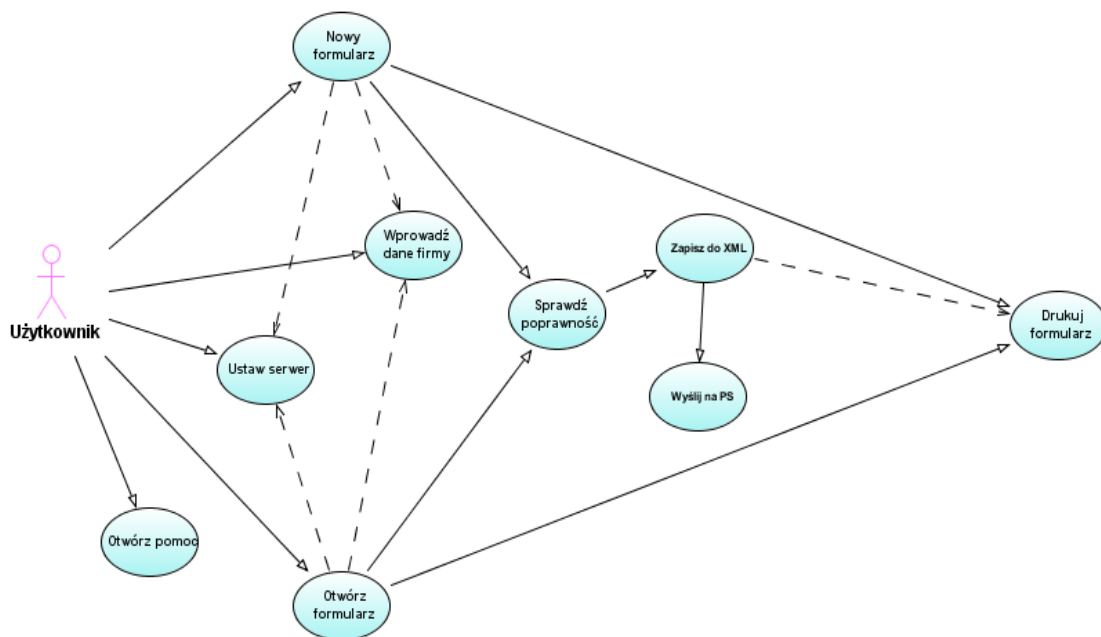 Nowy
formularz
Wprowadź
dane firmy
Zapisz do XML
Użytkownik
Sprawdź
poprawność
Drukuj
formularz
Ustaw serwer
Wyślij na PS
Otwórz pomoc
Otwórz
formularz